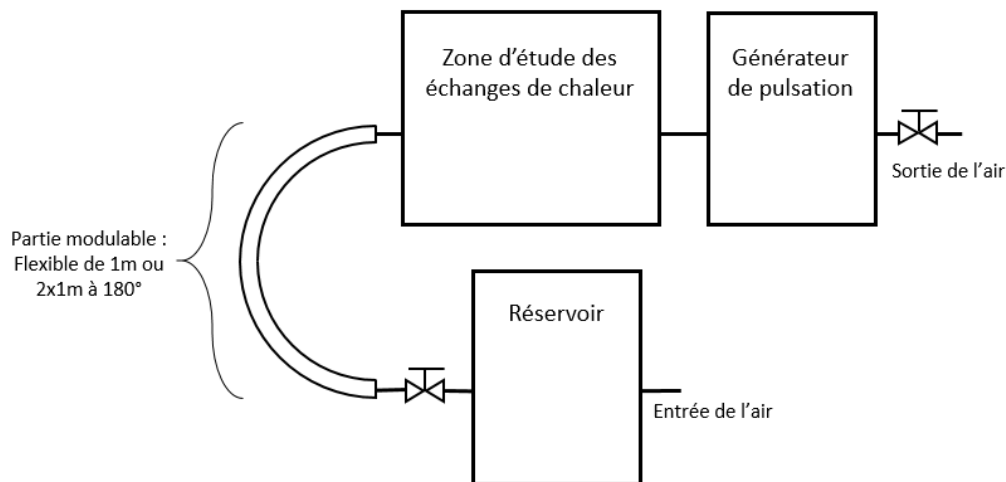 Zone d'étude des
échanges de chaleur
Générateur
de pulsation
Sortie de l'air
Partie modulable :
Flexible de 1m ou
2x1m à 180°
Réservoir
Entrée de l'air